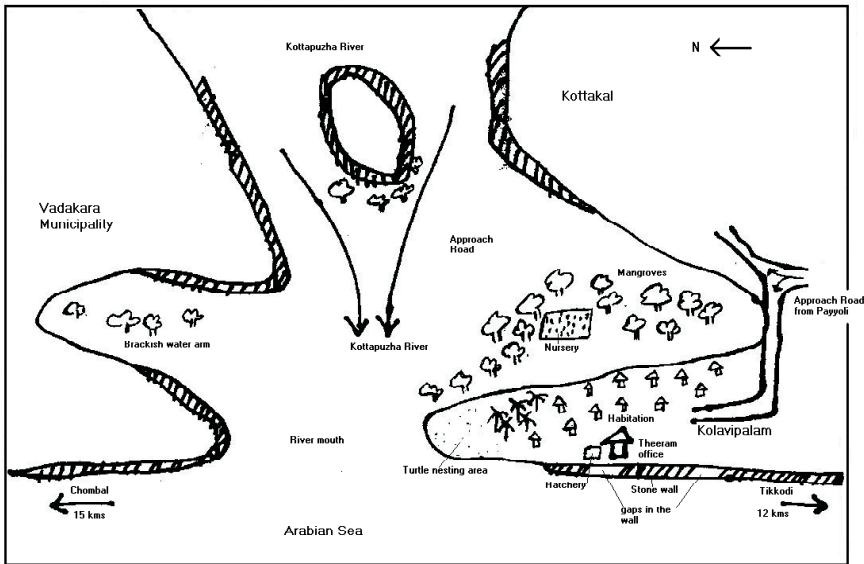 Kottapuzha River
N
Kottakal
Vadakara
Municipality
Approach
Road
Mangroves
Approach Road
from Payyoli
Brackish water arm
Kottapuzha River
Nursery
Habitation
Kolavipalam
River mouth
Theeram
office
Turtle nesting area
Hatchery
Stone wall
Tikkodi
Chombal
15 kms
gaps in the
wall
12 kms
Arabian Sea